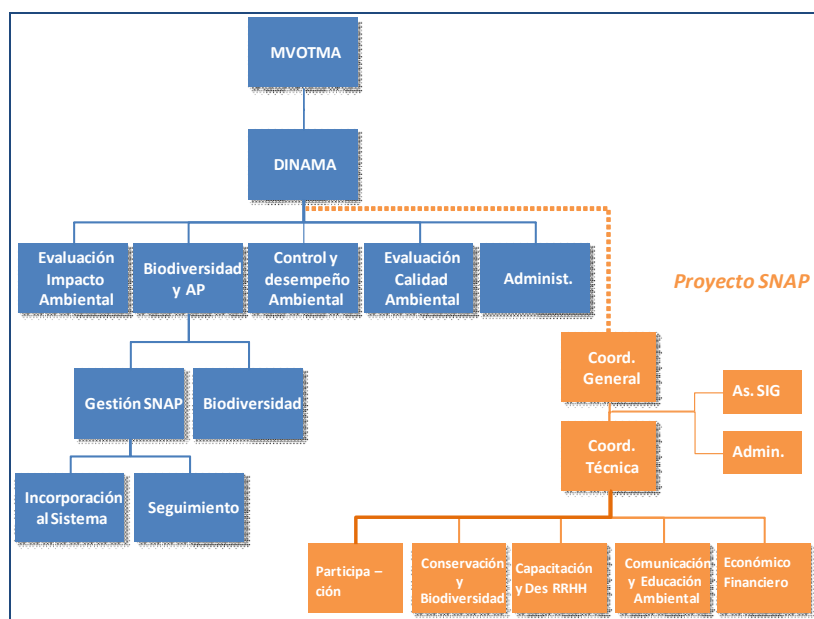 MVOTMA
DINAMA
Evaluación
Impacto
Ambiental
Biodiversidad
y AP
Control y
desempeño
Ambiental
Evaluación
Calidad
Ambiental
Administ.
Proyecto SNAP
Coord.
General
As. SIG
Gestión SNAP
Biodiversidad
Coord.
Técnica
Admin.
Incorporación
al Sistema
Seguimiento
Participa –
ción
Conservación
y
Biodiversidad
Capacitación
y Des RRHH
Comunicación
y Educación
Ambiental
Económico
Financiero